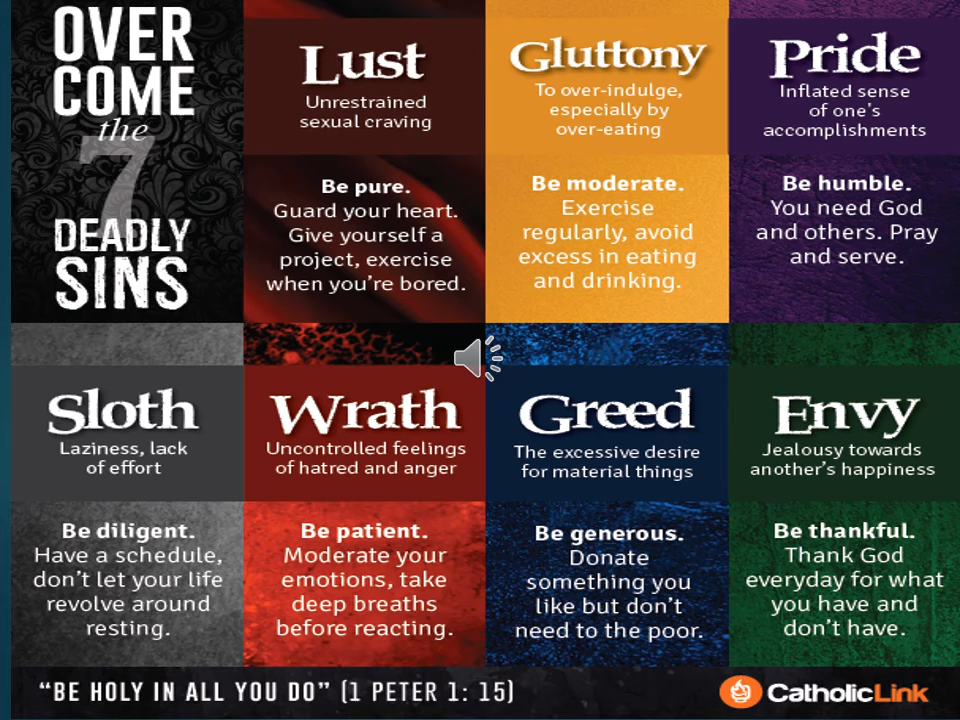 OVER
COME
the
7
DEADLY
SINS
Lust
Unrestrained
sexual craving
Be pure.
Guard your heart.
Give yourself a
project, exercise
when you're bored.
Gluttony
To over-indulge,
especially by
over-eating
Be moderate.
Exercise
regularly, avoid
excess in eating
and drinking.
Pride
Inflated sense
of one's
accomplishments
Be humble.
You need God
and others. Pray
and serve.
Sloth
Laziness, lack
of effort
Be diligent.
Have a schedule,
don't let your life
revolve around
resting.
Wrath
Uncontrolled feelings
of hatred and anger
Be patient.
Moderate your
emotions, take
deep breaths
before reacting.
Greed
The excessive desire
for material things
Be generous.
Donate
something you
like but don't
need to the poor.
Envy
Jealousy towards
another's happiness
Be thankful.
Thank God
everyday for what
you have and
don't have.
"BE HOLY IN ALL YOU DO" (1 PETER 1: 15)
CatholicLink